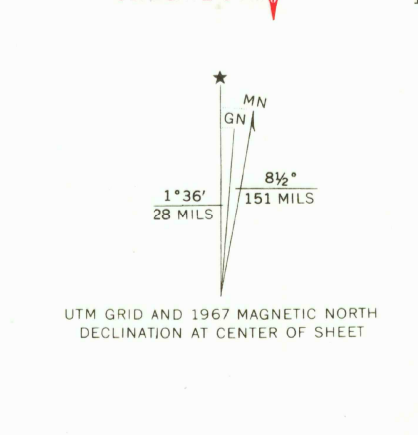 MN
GN
8½°
151 MILS
1°36′
28 MILS
UTM GRID AND 1967 MAGNETIC NORTH
DECLINATION AT CENTER OF SHEET